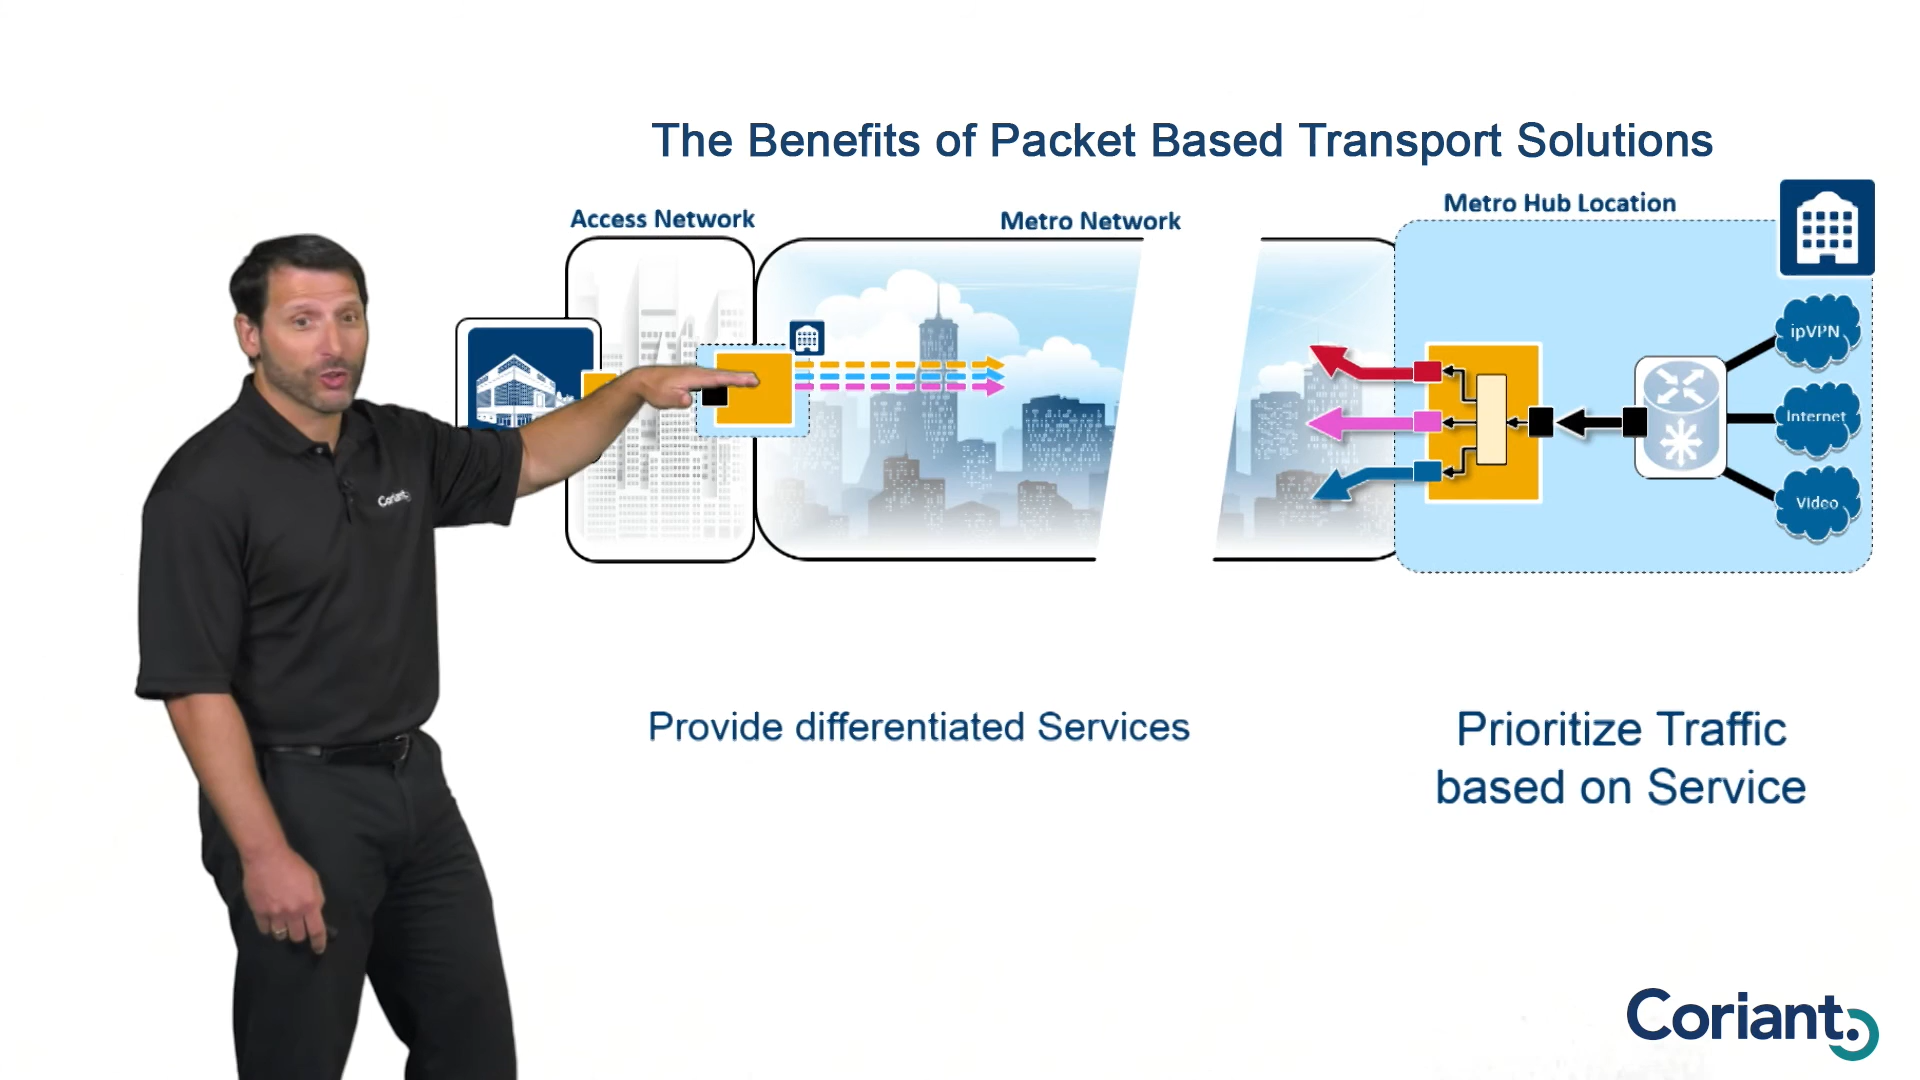 The Benefits of Packet Based Transport Solutions
Access Network
Metro Network
Metro Hub Location
ipVPN
Internet
Video
Coriant
Provide differentiated Services
Prioritize Traffic
based on Service
Coriant